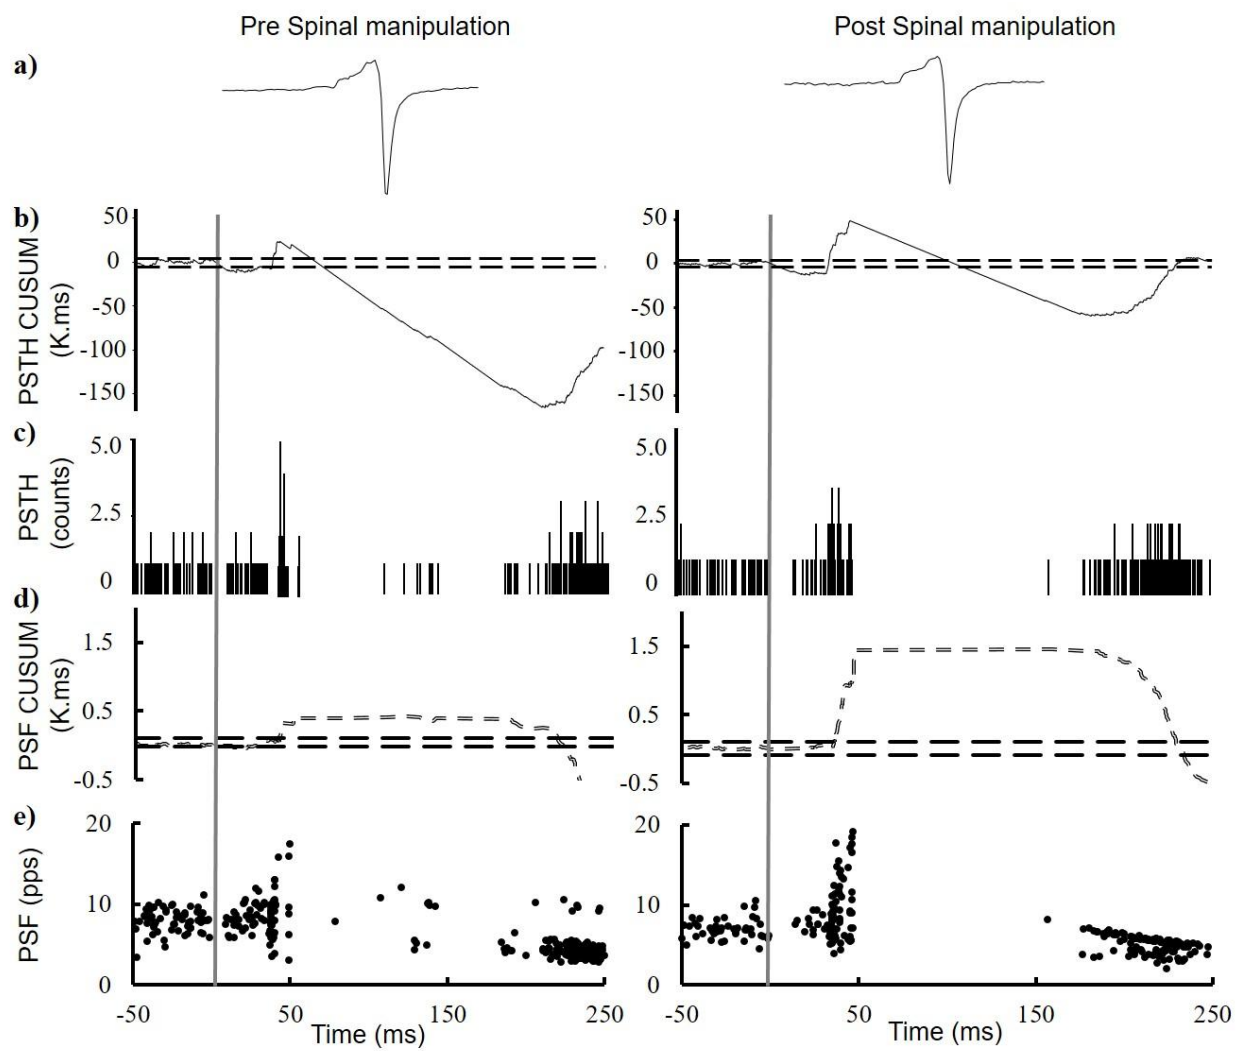 Pre Spinal manipulation
Post Spinal manipulation
a)
b)
PSTH CUSUM
(K.ms)
50
0
-50
-100
-150
50
0
-50
-100
-150
c)
PSTH
(counts)
5.0
2.5
0
5.0
2.5
0
d)
PSF CUSUM
(K.ms)
1.5
0.5
-0.5
1.5
0.5
-0.5
e)
PSF (pps)
20
10
0
20
10
0
-50
50
150
250
Time (ms)
-50
50
150
250
Time (ms)